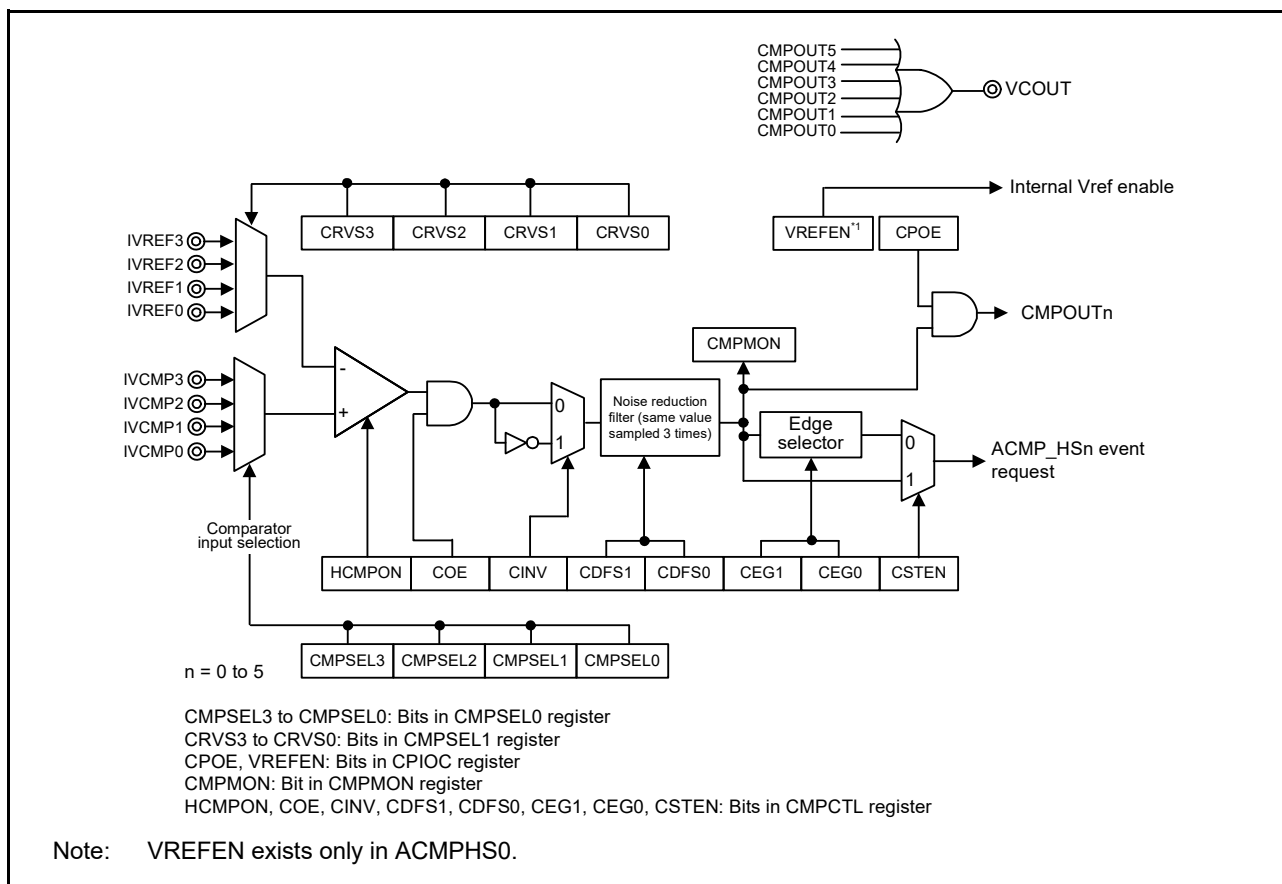 CMPOUT5
CMPOUT4
CMPOUT3
CMPOUT2
CMPOUT1
CMPOUT0
VCOUT
Internal Vref enable
CRVS3 CRVS2 CRVS1 CRVS0
VREFEN*1 CPOE
IVREF3
IVREF2
IVREF1
IVREF0
CMPOUTn
CMPMON
IVCMP3
IVCMP2
IVCMP1
IVCMP0
-
+
0
1
Noise reduction
filter (same value
sampled 3 times)
Edge
selector
0
1
ACMP_HSn event
request
Comparator
input selection
HCMPON COE CINV CDFS1 CDFS0 CEG1 CEG0 CSTEN
CMPSEL3 CMPSEL2 CMPSEL1 CMPSEL0
n = 0 to 5
CMPSEL3 to CMPSEL0: Bits in CMPSEL0 register
CRVS3 to CRVS0: Bits in CMPSEL1 register
CPOE, VREFEN: Bits in CPIOC register
CMPMON: Bit in CMPMON register
HCMPON, COE, CINV, CDFS1, CDFS0, CEG1, CEG0, CSTEN: Bits in CMPCTL register
Note: VREFEN exists only in ACMPHS0.